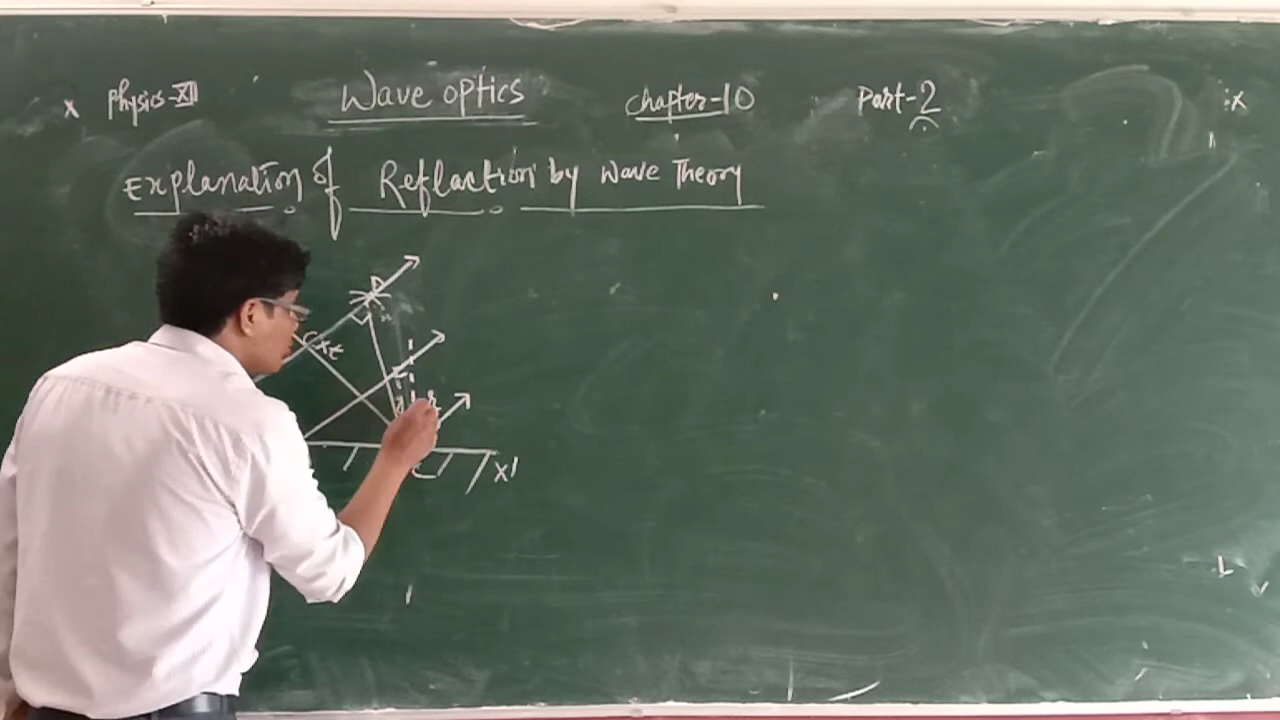 x Physics-XII Wave optics Chapter-10 Part-2 x
Explanation of Reflaction by Wave Theory
c x t
r
C
X'